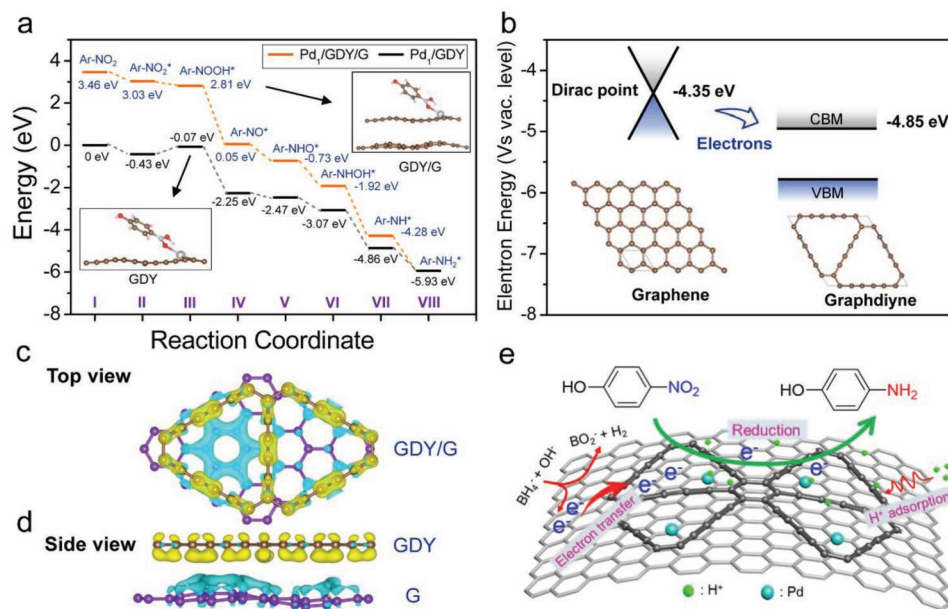 a
Energy (eV)
4
2
0
-2
-4
-6
-8
Pd₁/GDY/G
Pd₁/GDY
Ar-NO₂
3.46 eV
Ar-NO₂*
3.03 eV
Ar-NOOH*
2.81 eV
Ar-NO*
0.05 eV
Ar-NHO*
-0.73 eV
Ar-NHOH*
-1.92 eV
Ar-NH*
-4.28 eV
Ar-NH₂*
-5.93 eV
0 eV
-0.43 eV
-0.07 eV
-2.25 eV
-2.47 eV
-3.07 eV
-4.86 eV
GDY/G
GDY
I II III IV V VI VII VIII
Reaction Coordinate
b
Elentron Energy (Vs vac. level)
-4
-5
-6
-7
-8
Dirac point
-4.35 eV
Electrons
CBM
-4.85 eV
VBM
Graphene
Graphdiyne
c
Top view
GDY/G
d
Side view
GDY
G
e
HO
NO₂
HO
NH₂
Reduction
BO₂⁻ + H₂
BH₄⁻ + OH⁻
e⁻
e⁻
e⁻
e⁻
e⁻
e⁻
e⁻
Electron transfer
H⁺ adsorption
: H⁺
: Pd